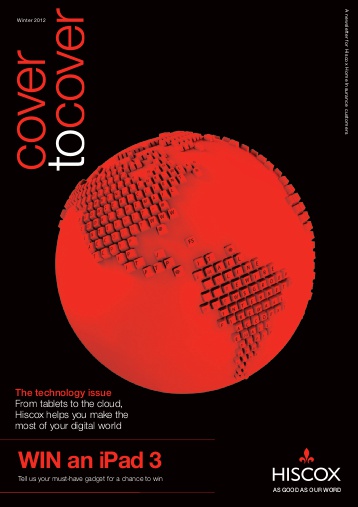 Winter 2012
A newsletter for Hiscox Home Insurance customers
cover
tocover
The technology issue
From tablets to the cloud,
Hiscox helps you make the
most of your digital world
WIN an iPad 3
Tell us your must-have gadget for a chance to win
HISCOX
AS GOOD AS OUR WORD